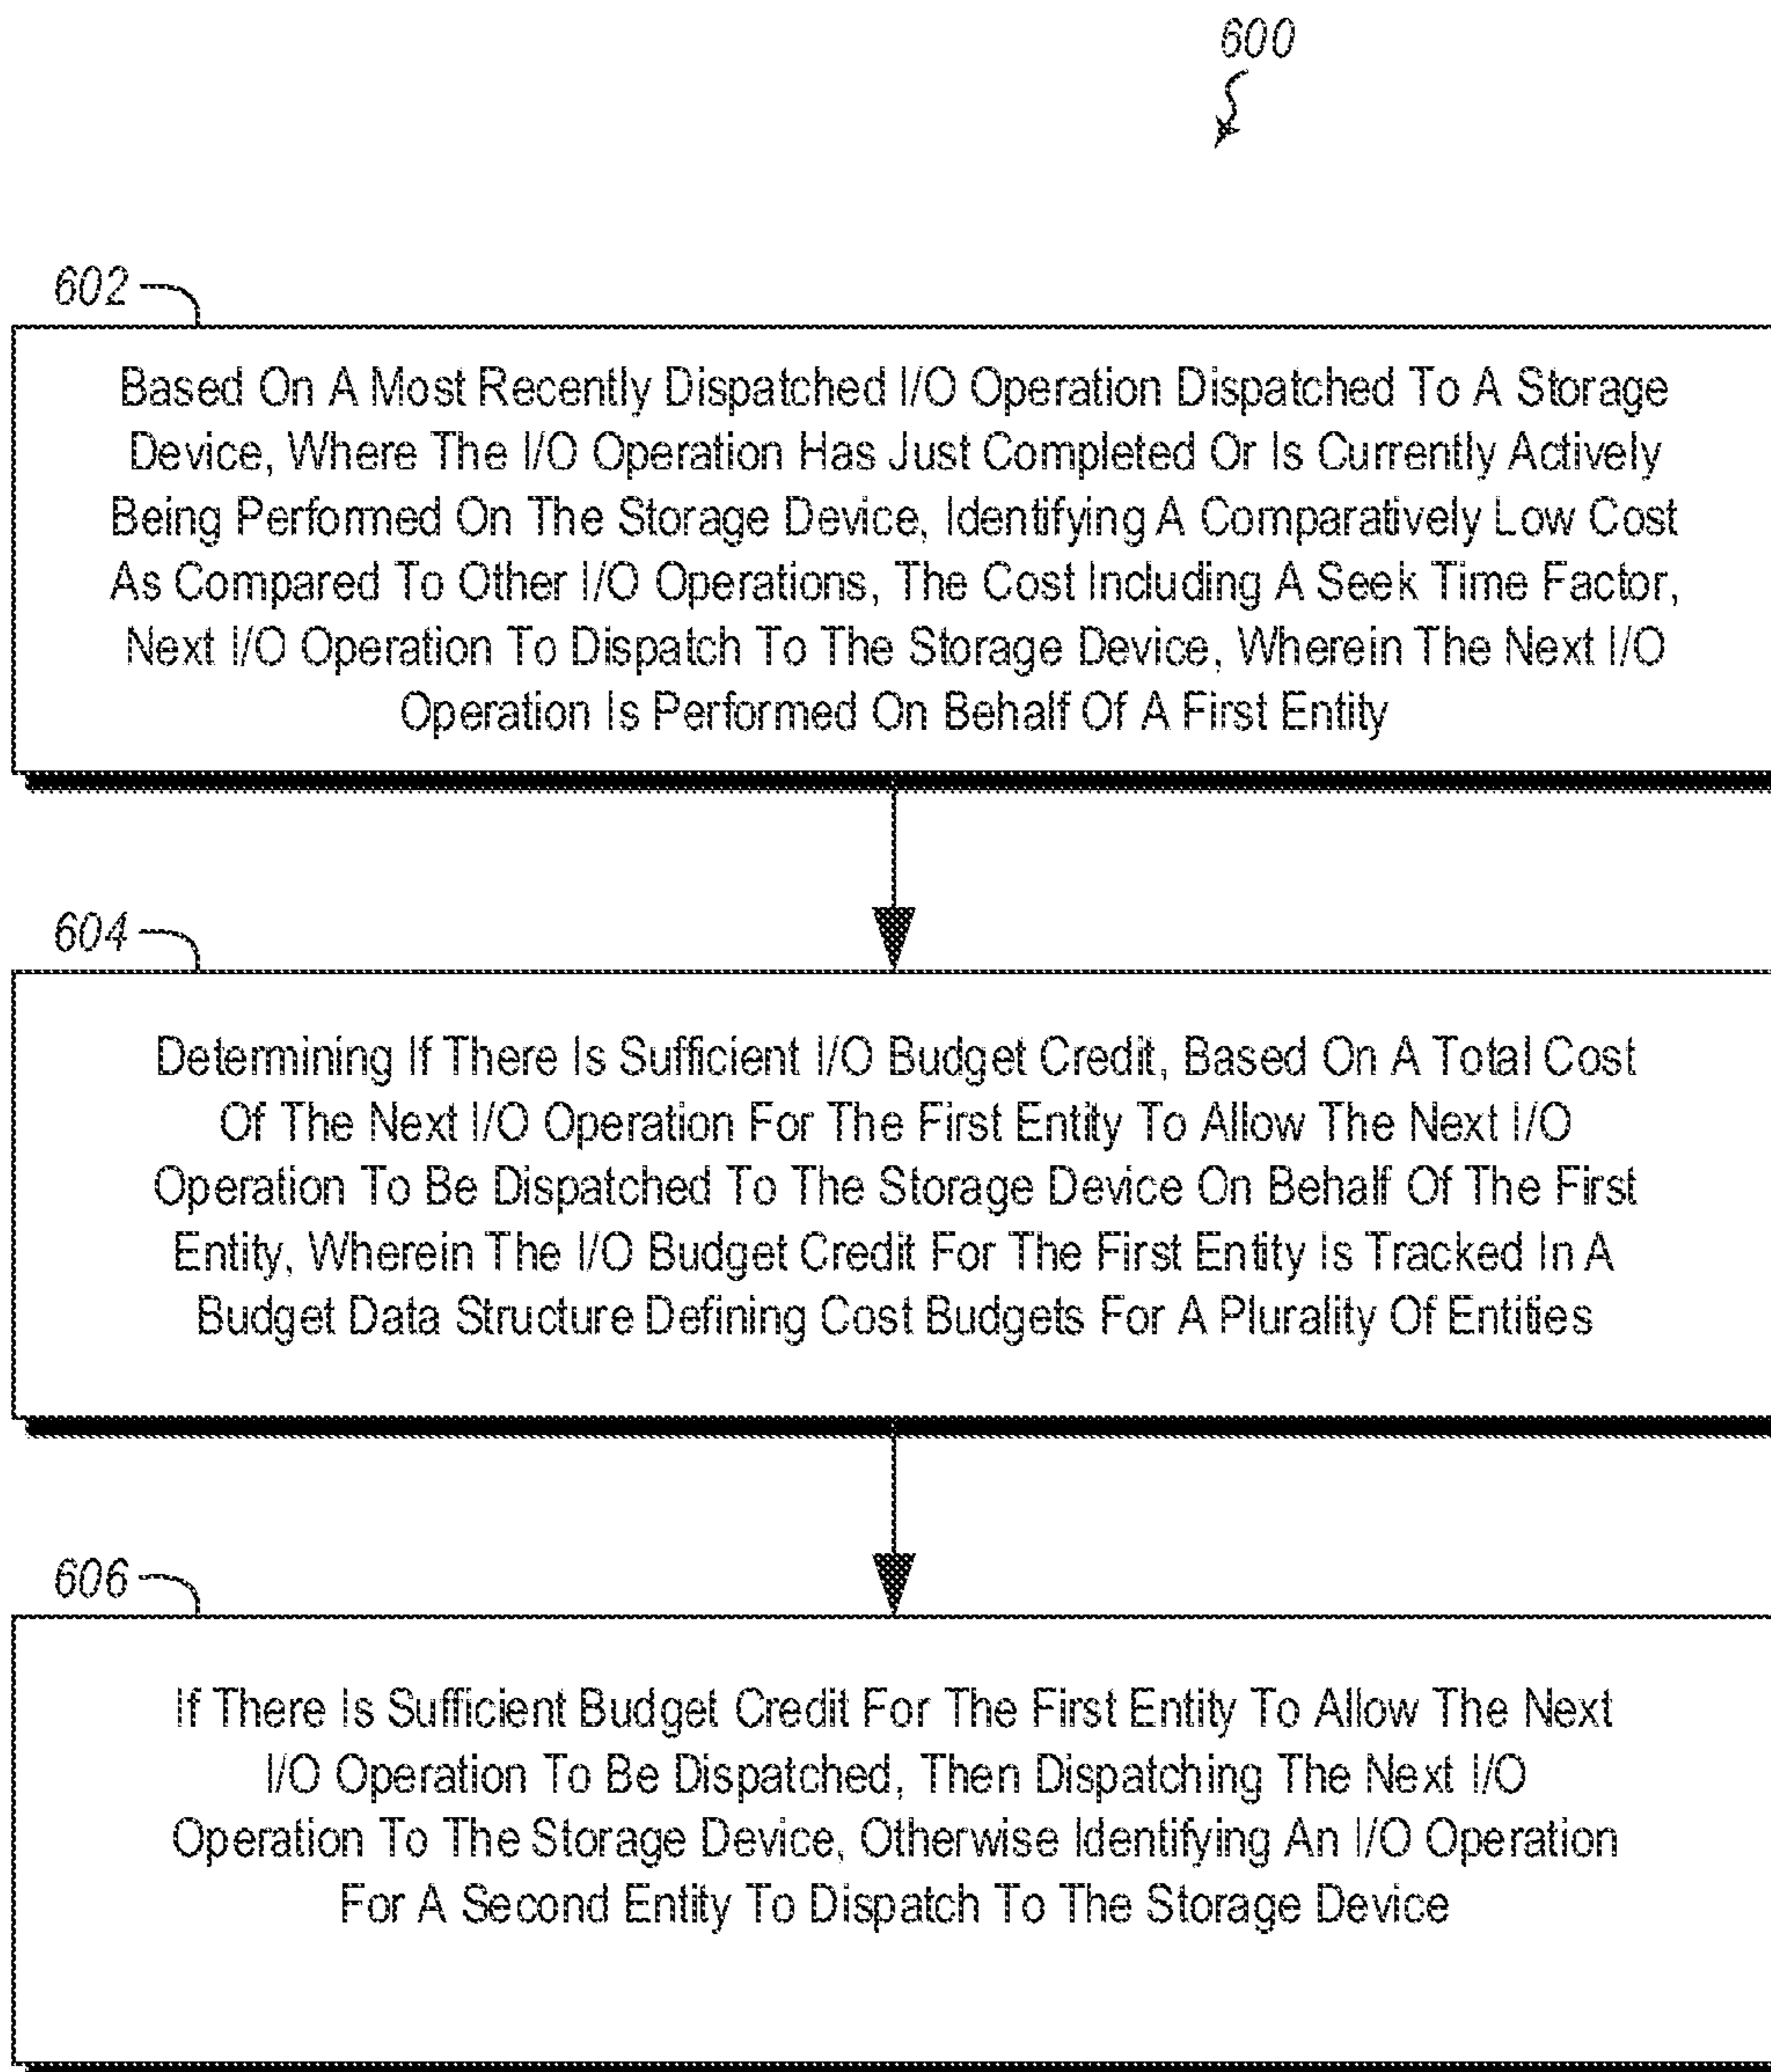 600
602
Based On A Most Recently Dispatched I/O Operation Dispatched To A Storage
Device, Where The I/O Operation Has Just Completed Or Is Currently Actively
Being Performed On The Storage Device, Identifying A Comparatively Low Cost
As Compared To Other I/O Operations, The Cost Including A Seek Time Factor,
Next I/O Operation To Dispatch To The Storage Device, Wherein The Next I/O
Operation Is Performed On Behalf Of A First Entity
604
Determining If There Is Sufficient I/O Budget Credit, Based On A Total Cost
Of The Next I/O Operation For The First Entity To Allow The Next I/O
Operation To Be Dispatched To The Storage Device On Behalf Of The First
Entity, Wherein The I/O Budget Credit For The First Entity Is Tracked In A
Budget Data Structure Defining Cost Budgets For A Plurality Of Entities
606
If There Is Sufficient Budget Credit For The First Entity To Allow The Next
I/O Operation To Be Dispatched, Then Dispatching The Next I/O
Operation To The Storage Device, Otherwise Identifying An I/O Operation
For A Second Entity To Dispatch To The Storage Device